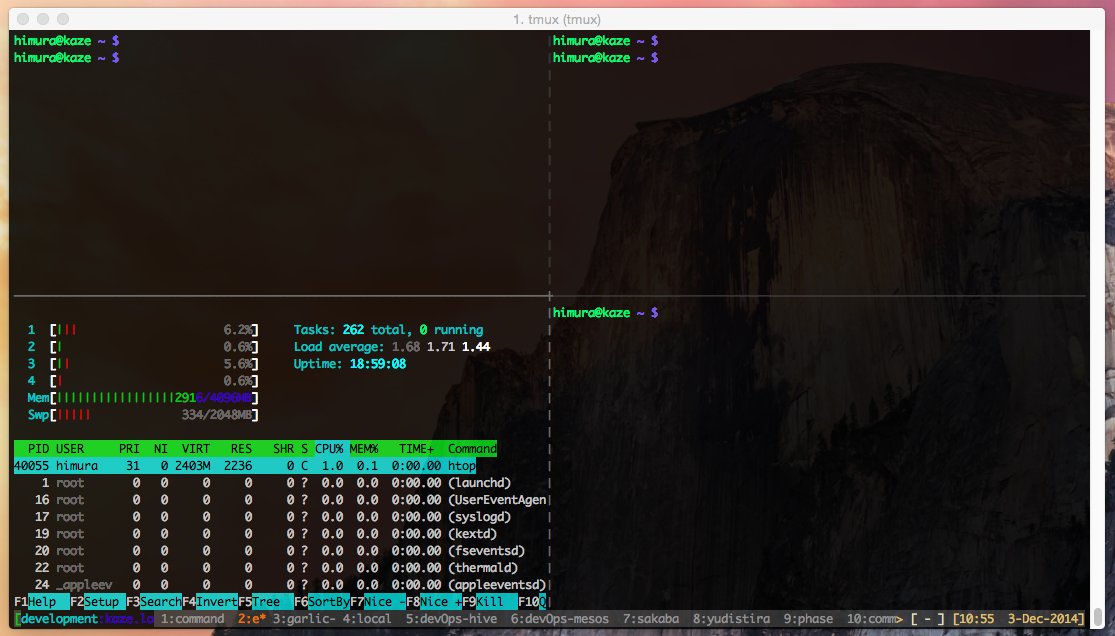 1. tmux (tmux)
himura@kaze ~ $
himura@kaze ~ $
himura@kaze ~ $
himura@kaze ~ $
himura@kaze ~ $
1 [||| 6.2%] Tasks: 262 total, 0 running
2 [| 0.6%] Load average: 1.68 1.71 1.44
3 [|| 5.6%] Uptime: 18:59:08
4 [| 0.6%]
Mem[|||||||||||||||||2916/4096MB]
Swp[||||| 334/2048MB]
PID USER PRI NI VIRT RES SHR S CPU% MEM% TIME+ Command
40055 himura 31 0 2403M 2236 0 C 1.0 0.1 0:00.00 htop
1 root 0 0 0 0 0 ? 0.0 0.0 0:00.00 (launchd)
16 root 0 0 0 0 0 ? 0.0 0.0 0:00.00 (UserEventAgen
17 root 0 0 0 0 0 ? 0.0 0.0 0:00.00 (syslogd)
19 root 0 0 0 0 0 ? 0.0 0.0 0:00.00 (kextd)
20 root 0 0 0 0 0 ? 0.0 0.0 0:00.00 (fseventsd)
22 root 0 0 0 0 0 ? 0.0 0.0 0:00.00 (thermald)
24 _appleev 0 0 0 0 0 ? 0.0 0.0 0:00.00 (appleeventsd)
F1Help F2Setup F3SearchF4InvertF5Tree F6SortByF7Nice -F8Nice +F9Kill F10Q
[development:kaze.lo 1:command 2:e* 3:garlic- 4:local 5:devOps-hive 6:devOps-mesos 7:sakaba 8:yudistira 9:phase 10:comm> [ - ] [10:55 3-Dec-2014]